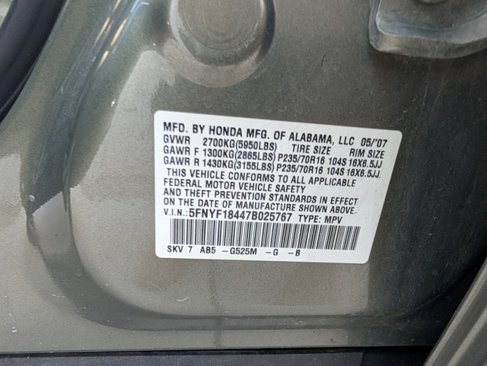 MFD. BY HONDA MFG. OF ALABAMA, LLC 05/'07
GVWR 2700KG(5950LBS) TIRE SIZE RIM SIZE
GAWR F 1300KG(2865LBS) P235/70R16 104S 16X6.5JJ
GAWR R 1430KG(3155LBS) P235/70R16 104S 16X6.5JJ
THIS VEHICLE CONFORMS TO ALL APPLICABLE
FEDERAL MOTOR VEHICLE SAFETY
AND THEFT PREVENTION STANDARDS IN EFFECT
ON THE DATE OF MANUFACTURE SHOWN ABOVE.
V.I.N.: 5FNYF18447B025767 TYPE: MPV
SKV 7 AB5 -G525M -G -B